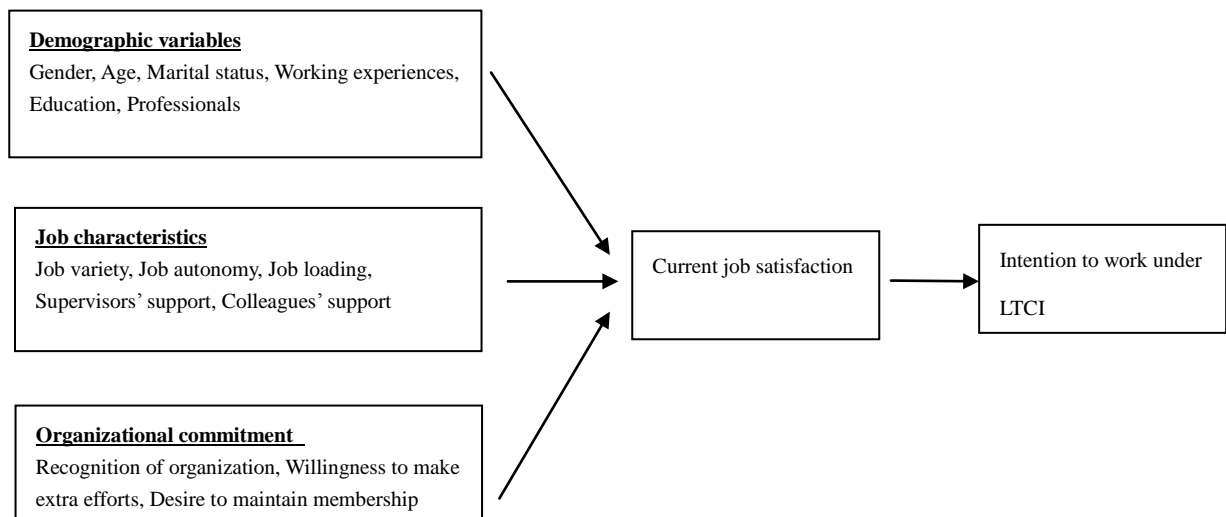 Demographic variables
Gender, Age, Marital status, Working experiences,
Education, Professionals
Job characteristics
Job variety, Job autonomy, Job loading,
Supervisors’ support, Colleagues’ support
Organizational commitment
Recognition of organization, Willingness to make
extra efforts, Desire to maintain membership
Current job satisfaction
Intention to work under
LTCI